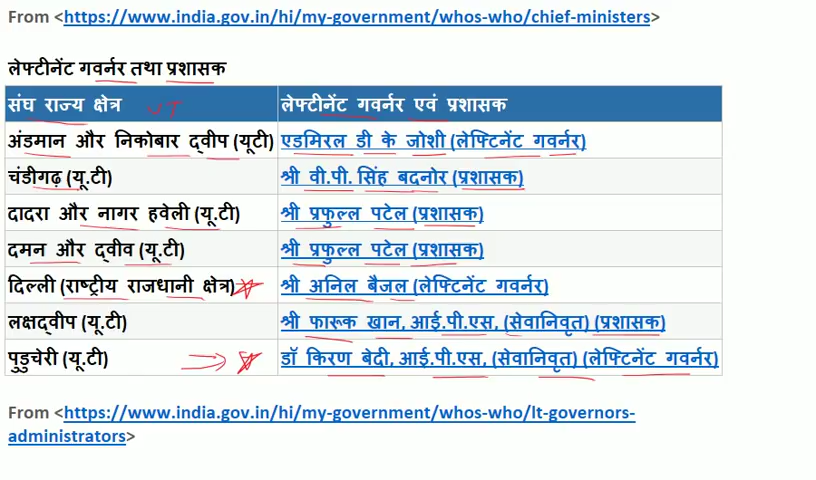 From <https://www.india.gov.in/hi/my-government/whos-who/chief-ministers>
लेफ्टीनेंट गवर्नर तथा प्रशासक
संघ राज्य क्षेत्र UT लेफ्टीनेंट गवर्नर एवं प्रशासक
अंडमान और निकोबार द्वीप (यूटी) एडमिरल डी के जोशी (लेफ्टिनेंट गवर्नर)
चंडीगढ़ (यू.टी) श्री वी.पी. सिंह बदनोर (प्रशासक)
दादरा और नागर हवेली (यू.टी) श्री प्रफुल्ल पटेल (प्रशासक)
दमन और द्वीव (यू.टी) श्री प्रफुल्ल पटेल (प्रशासक)
दिल्ली (राष्ट्रीय राजधानी क्षेत्र) श्री अनिल बैजल (लेफ्टिनेंट गवर्नर)
लक्षद्वीप (यू.टी) श्री फारूक खान, आई.पी.एस, (सेवानिवृत) (प्रशासक)
पुडुचेरी (यू.टी) डॉ किरण बेदी, आई.पी.एस, (सेवानिवृत) (लेफ्टिनेंट गवर्नर)
From <https://www.india.gov.in/hi/my-government/whos-who/lt-governors-
administrators>